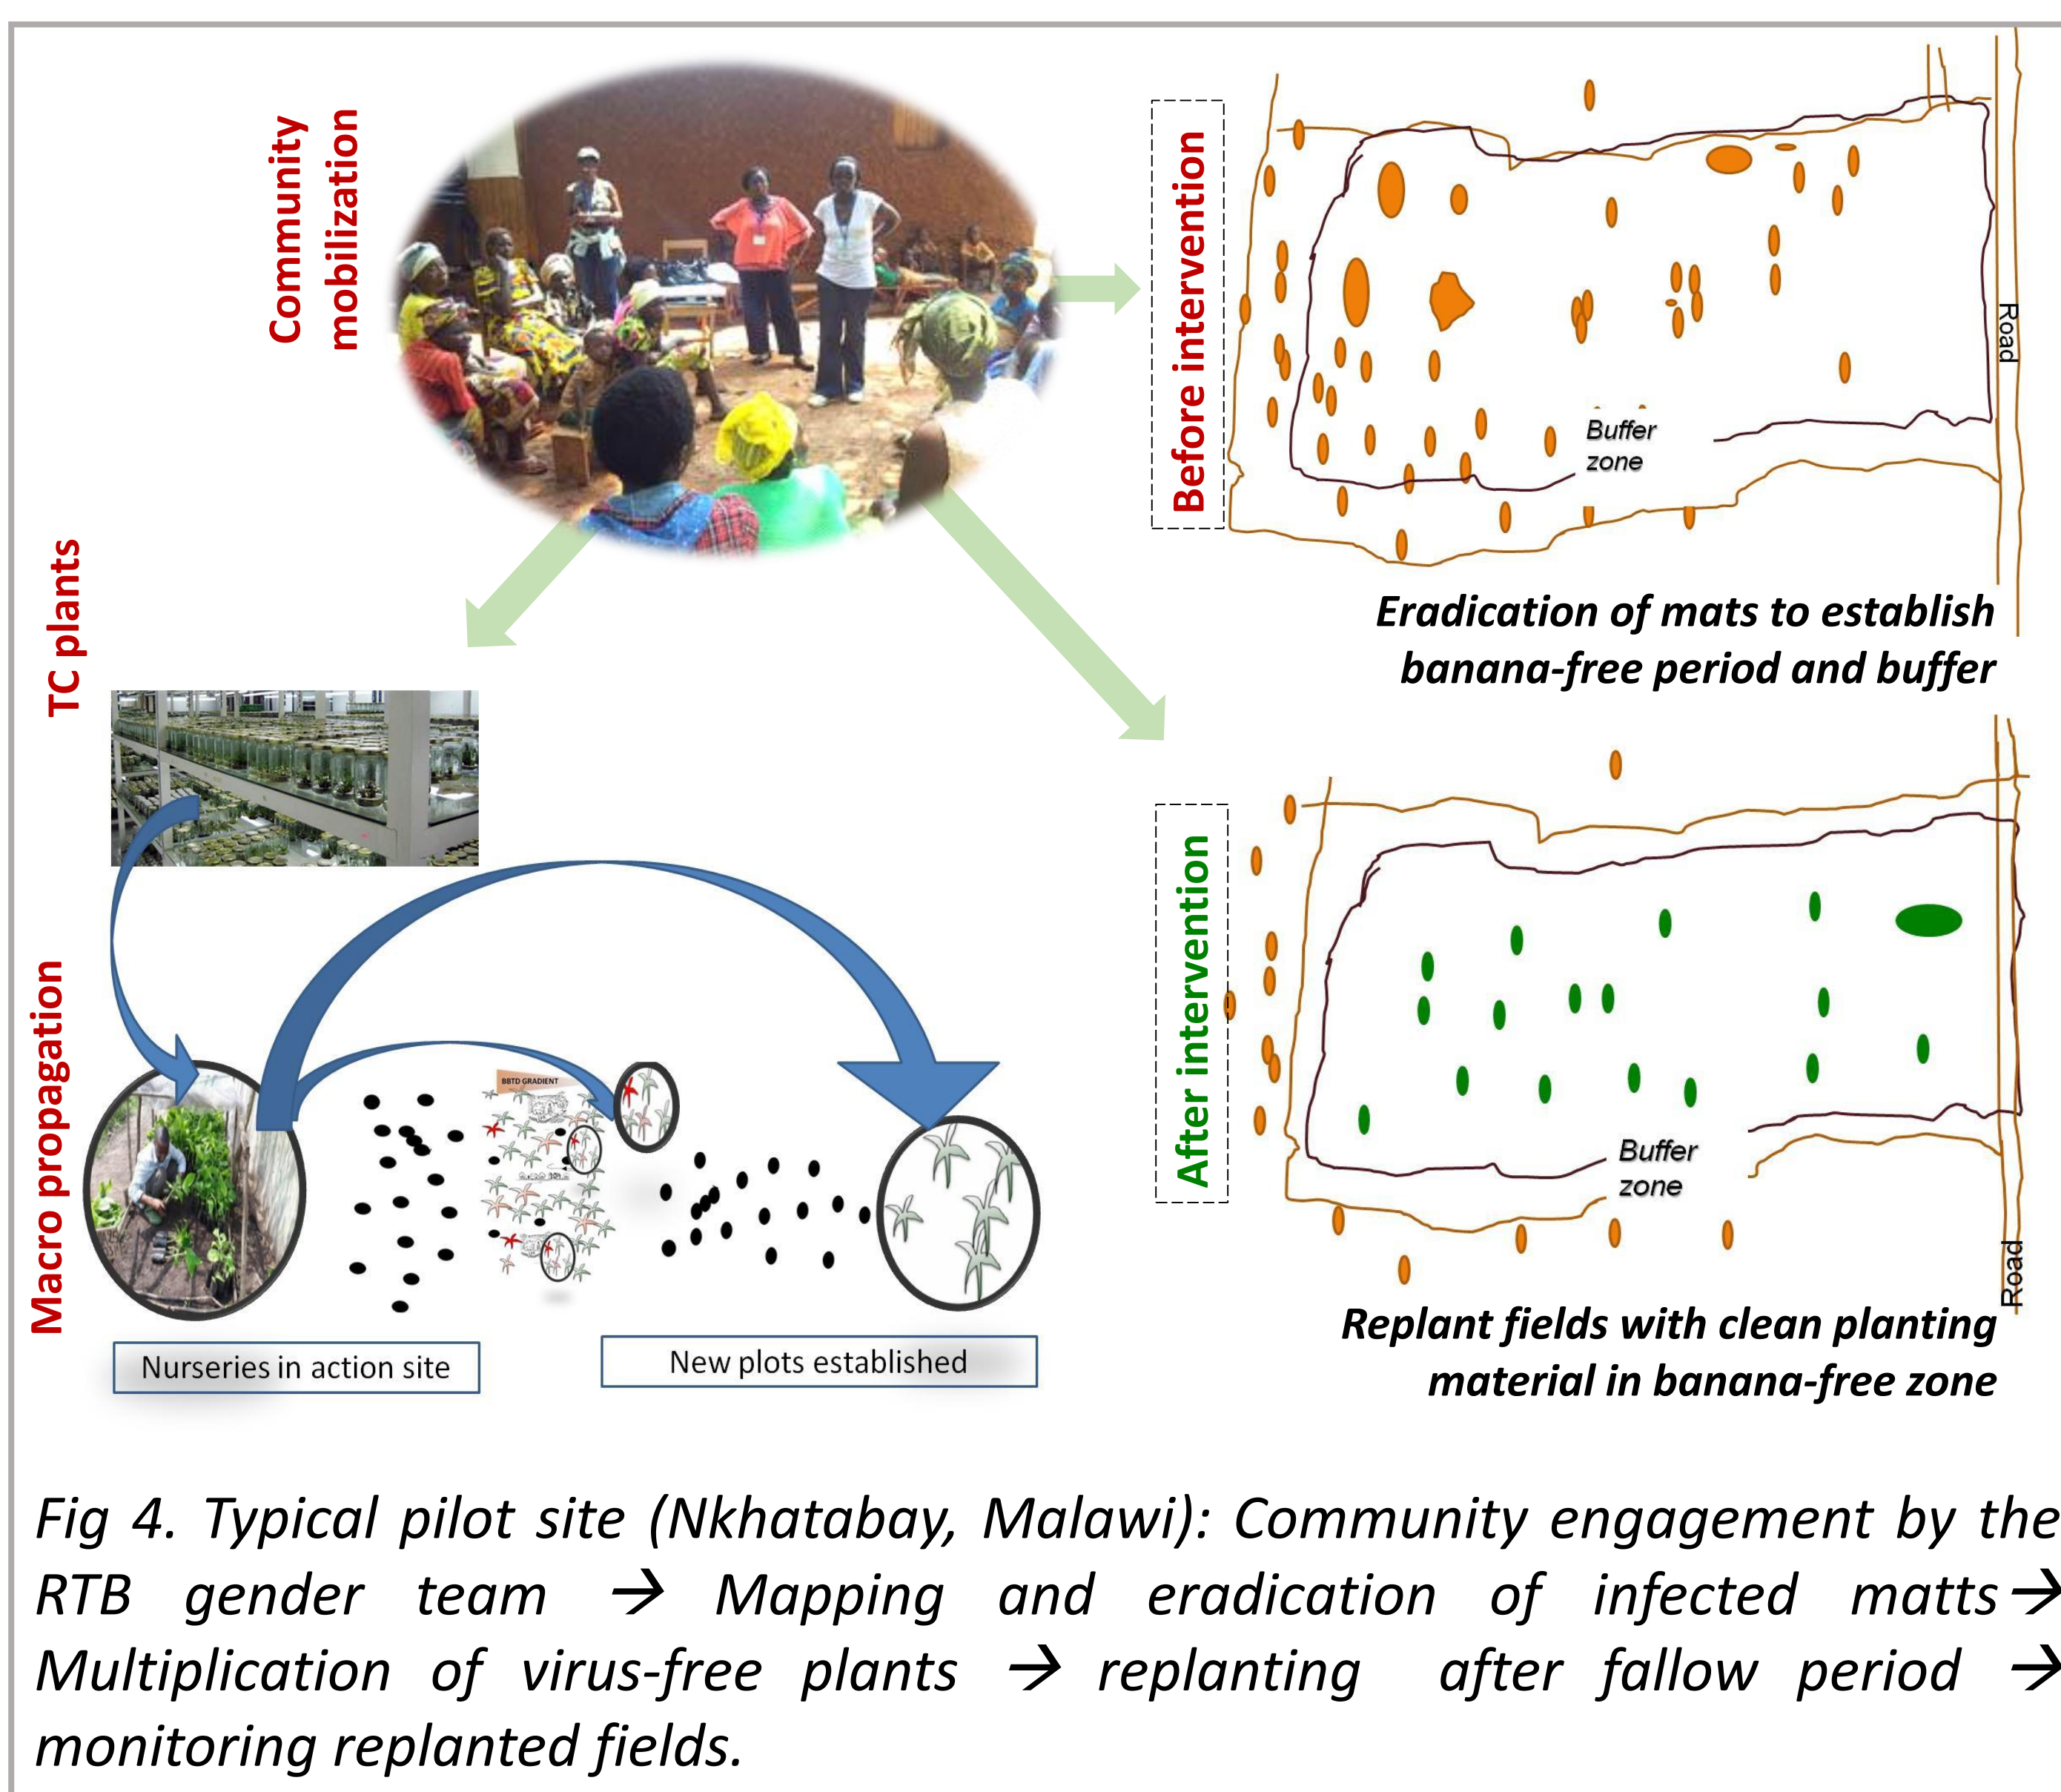 Community
mobilization
Before intervention
Road
Buffer
zone
Eradication of mats to establish
banana-free period and buffer
TC plants
Macro propagation
BBTD GRADIENT
Nurseries in action site
New plots established
After intervention
Buffer
zone
Road
Replant fields with clean planting
material in banana-free zone
Fig 4. Typical pilot site (Nkhatabay, Malawi): Community engagement by the
RTB gender team → Mapping and eradication of infected matts→
Multiplication of virus-free plants → replanting after fallow period →
monitoring replanted fields.